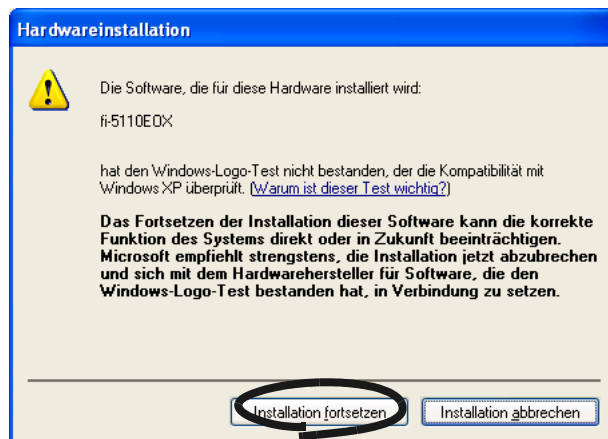 Hardwareinstallation
Die Software, die für diese Hardware installiert wird:
fi-5110EOX
hat den Windows-Logo-Test nicht bestanden, der die Kompatibilität mit
Windows XP überprüft. (Warum ist dieser Test wichtig?)
Das Fortsetzen der Installation dieser Software kann die korrekte
Funktion des Systems direkt oder in Zukunft beeinträchtigen.
Microsoft empfiehlt strengstens, die Installation jetzt abzubrechen
und sich mit dem Hardwarehersteller für Software, die den
Windows-Logo-Test bestanden hat, in Verbindung zu setzen.
Installation fortsetzen
Installation abbrechen